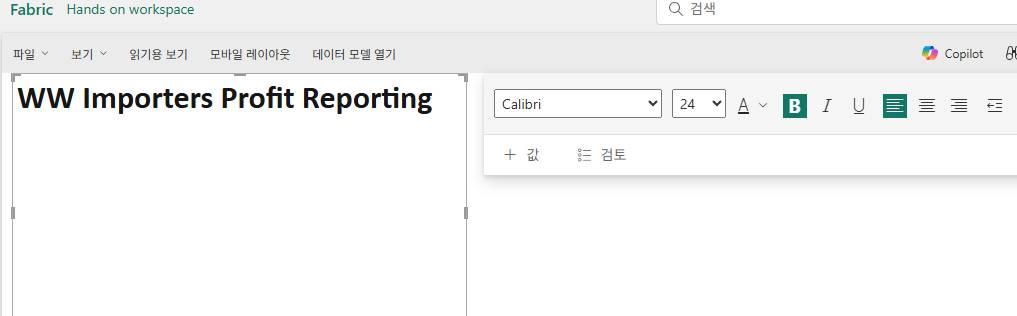 Fabric Hands on workspace
검색
파일 보기 읽기용 보기 모바일 레이아웃 데이터 모델 열기 Copilot
WW Importers Profit Reporting
Calibri 24 A B I U
+ 값 검토